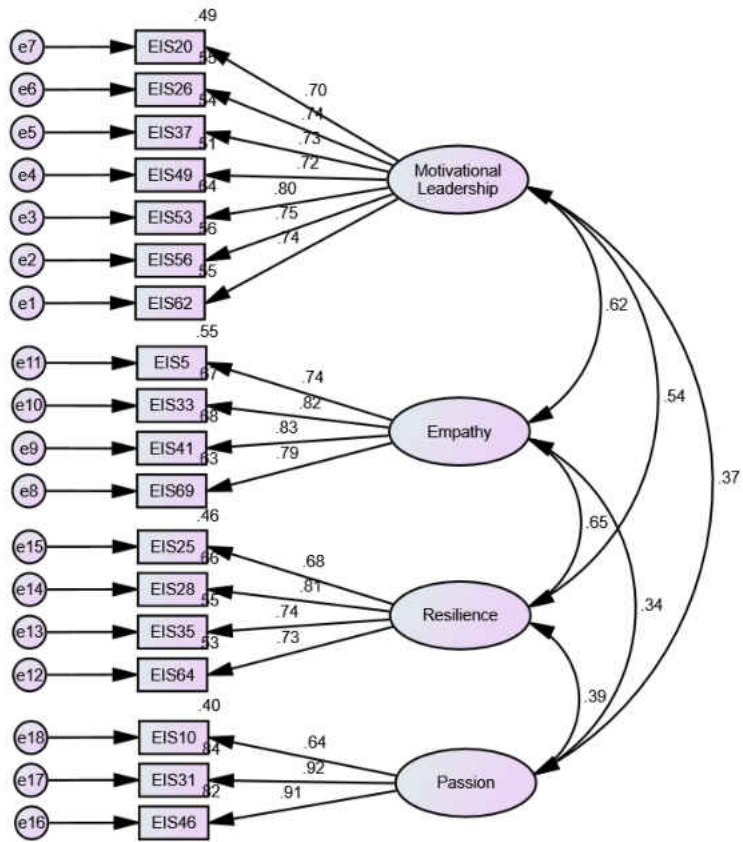 .49
e7 EIS20
.55
.70
e6 EIS26
.54
.74
e5 EIS37
.73
.51
e4 EIS49
.72
Motivational
Leadership
.64
.80
e3 EIS53
.56
.75
e2 EIS56
.55
.74
e1 EIS62
.62
.55
e11 EIS5
.67
.74
e10 EIS33
.82
.68
.54
e9 EIS41
.83
Empathy
.63
.79
e8 EIS69
.37
.46
.65
e15 EIS25
.66
.68
e14 EIS28
.81
.55
.34
e13 EIS35
.74
Resilience
.53
.73
e12 EIS64
.39
.40
e18 EIS10
.84
.64
e17 EIS31
.92
Passion
.82
.91
e16 EIS46